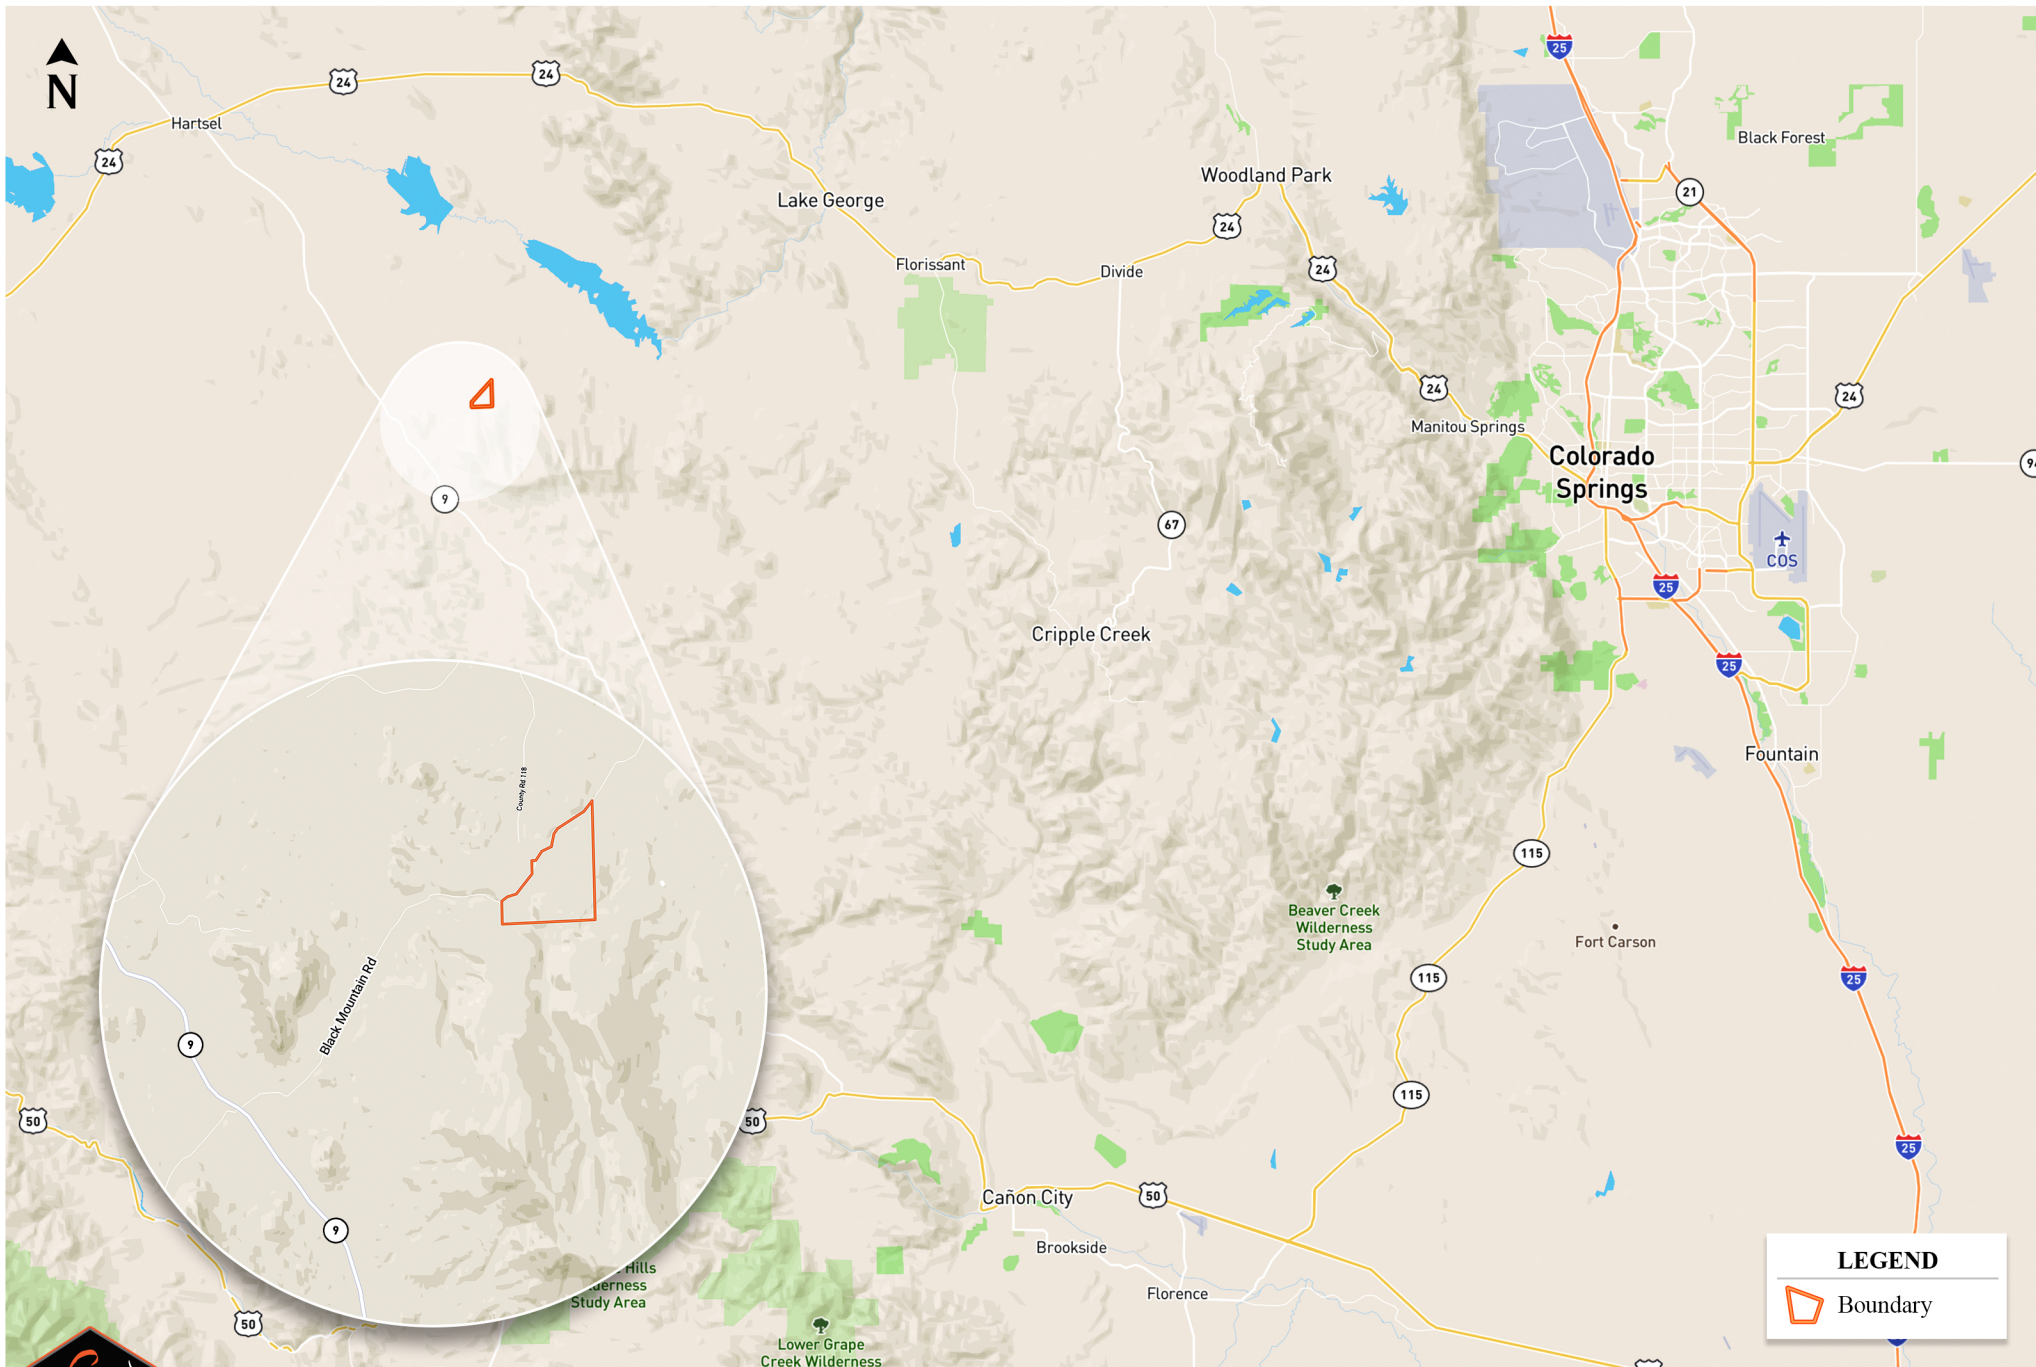 25
24
24
N
Hartsel
24
Black Forest
21
Woodland Park
Lake George
24
Florissant
Divide
24
24
24
Manitou Springs
Colorado
Springs
94
9
67
COS
25
Cripple Creek
25
Fountain
County Rd 118
115
Beaver Creek
Wilderness
Study Area
Fort Carson
115
25
Black Mountain Rd
9
115
50
50
25
Cañon City
50
9
Brookside
Hills
Study Area
Florence
50
Lower Grape
Creek Wilderness
LEGEND
Boundary